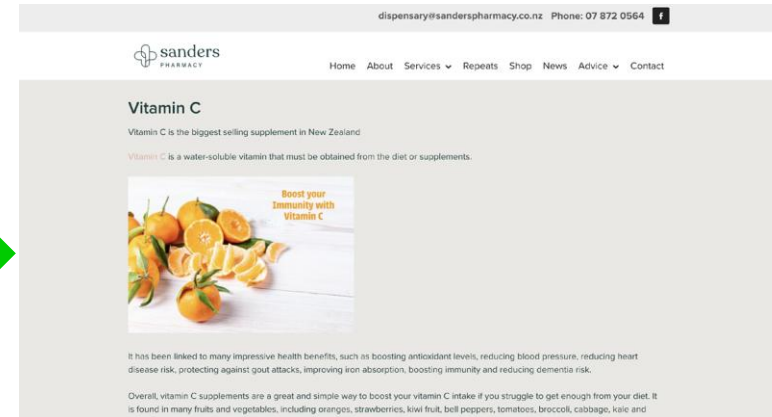 dispensary@sanderspharmacy.co.nz Phone: 07 872 0564 f
sanders
PHARMACY
Home About Services Repeats Shop News Advice Contact
Vitamin C
Vitamin C is the biggest selling supplement in New Zealand
Vitamin C is a water-soluble vitamin that must be obtained from the diet or supplements.
Boost your
Immunity with
Vitamin C
It has been linked to many impressive health benefits, such as boosting antioxidant levels, reducing blood pressure, reducing heart
disease risk, protecting against gout attacks, improving iron absorption, boosting immunity and reducing dementia risk.
Overall, vitamin C supplements are a great and simple way to boost your vitamin C intake if you struggle to get enough from your diet. It
is found in many fruits and vegetables, including oranges, strawberries, kiwi fruit, bell peppers, tomatoes, broccoli, cabbage, kale and